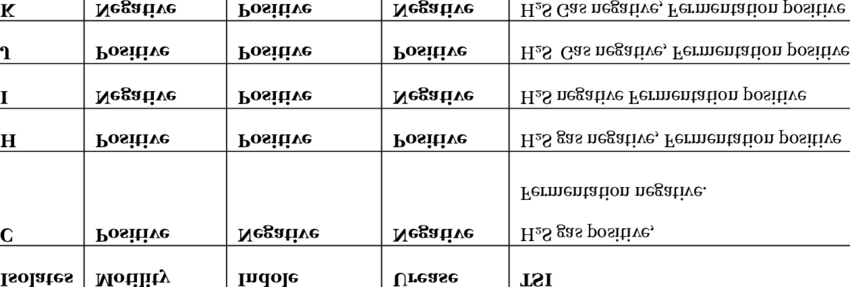 Isolates Motility Indole Urease TSI
C Positive Negative Negative H₂S gas positive,
Fermentation negative.
H Positive Positive Positive H₂S gas negative, Fermentation positive
I Negative Positive Negative H₂S negative Fermentation positive
J Positive Positive Positive H₂S Gas negative, Fermentation positive
K Negative Positive Negative H₂S Gas negative, Fermentation positive